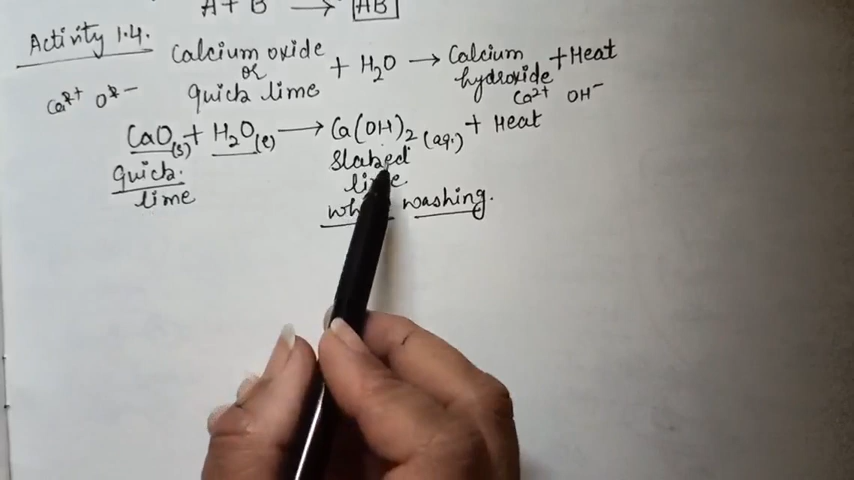 A + B → AB
Activity 1.4.
Calcium oxide or quick lime + H₂O → Calcium hydroxide + Heat
Ca²⁺ O²⁻ Ca²⁺ OH⁻
CaO(s) + H₂O(l) → Ca(OH)₂(aq.) + Heat
Quick lime
Slaked
washing.